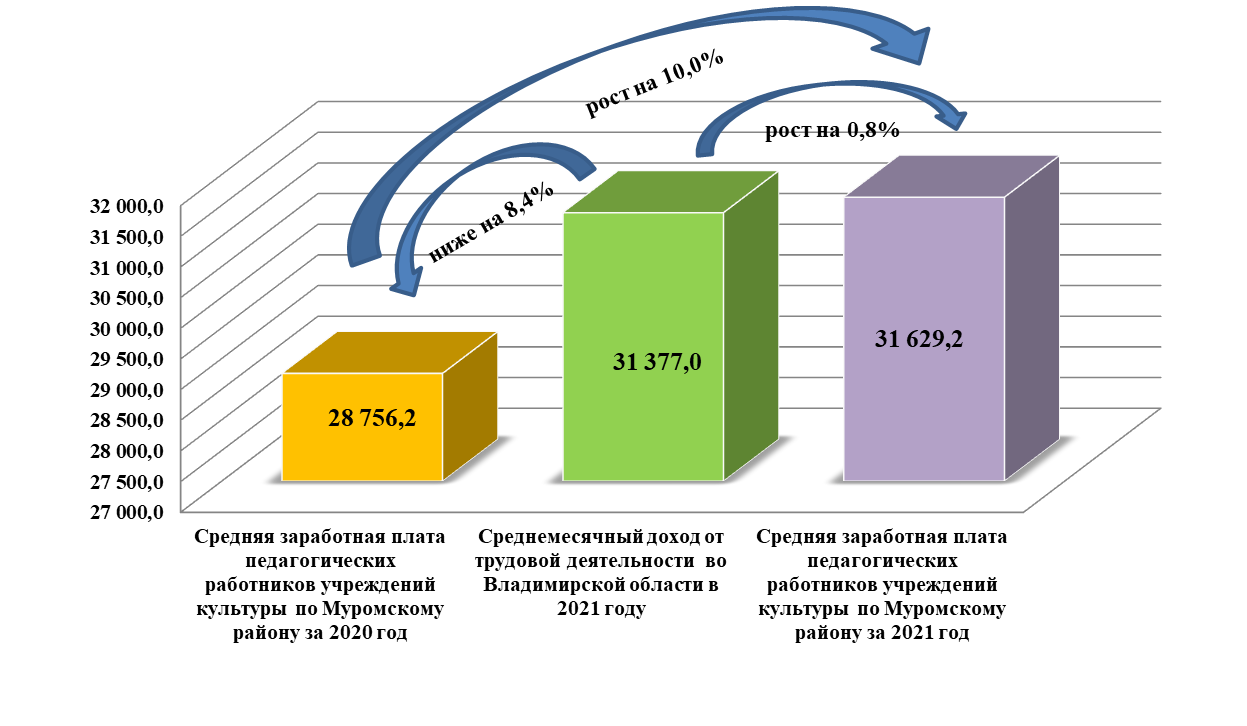 рост на 10,0%
рост на 0,8%
ниже на 8,4%
32 000,0
31 500,0
31 000,0
30 500,0
30 000,0
29 500,0
29 000,0
28 500,0
28 000,0
27 500,0
27 000,0
28 756,2
31 377,0
31 629,2
Средняя заработная плата
педагогических
работников учреждений
культуры по Муромскому
району за 2020 год
Среднемесячный доход от
трудовой деятельности во
Владимирской области в
2021 году
Средняя заработная плата
педагогических
работников учреждений
культуры по Муромскому
району за 2021 год